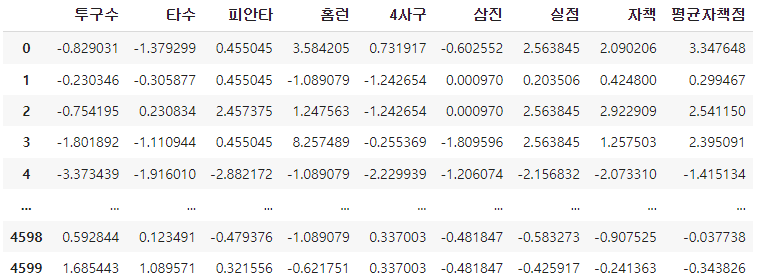 투구수 타수 피안타 홈런 4사구 삼진 실점 자책 평균자책점
0 -0.829031 -1.379299 0.455045 3.584205 0.731917 -0.602552 2.563845 2.090206 3.347648
1 -0.230346 -0.305877 0.455045 -1.089079 -1.242654 0.000970 0.203506 0.424800 0.299467
2 -0.754195 0.230834 2.457375 1.247563 -1.242654 0.000970 2.563845 2.922909 2.541150
3 -1.801892 -1.110944 0.455045 8.257489 -0.255369 -1.809596 2.563845 1.257503 2.395091
4 -3.373439 -1.916010 -2.882172 -1.089079 -2.229939 -1.206074 -2.156832 -2.073310 -1.415134
... ... ... ... ... ... ... ... ... ...
4598 0.592844 0.123491 -0.479376 -1.089079 0.337003 -0.481847 -0.583273 -0.907525 -0.037738
4599 1.685443 1.089571 0.321556 -0.621751 0.337003 -0.481847 -0.425917 -0.241363 -0.343826